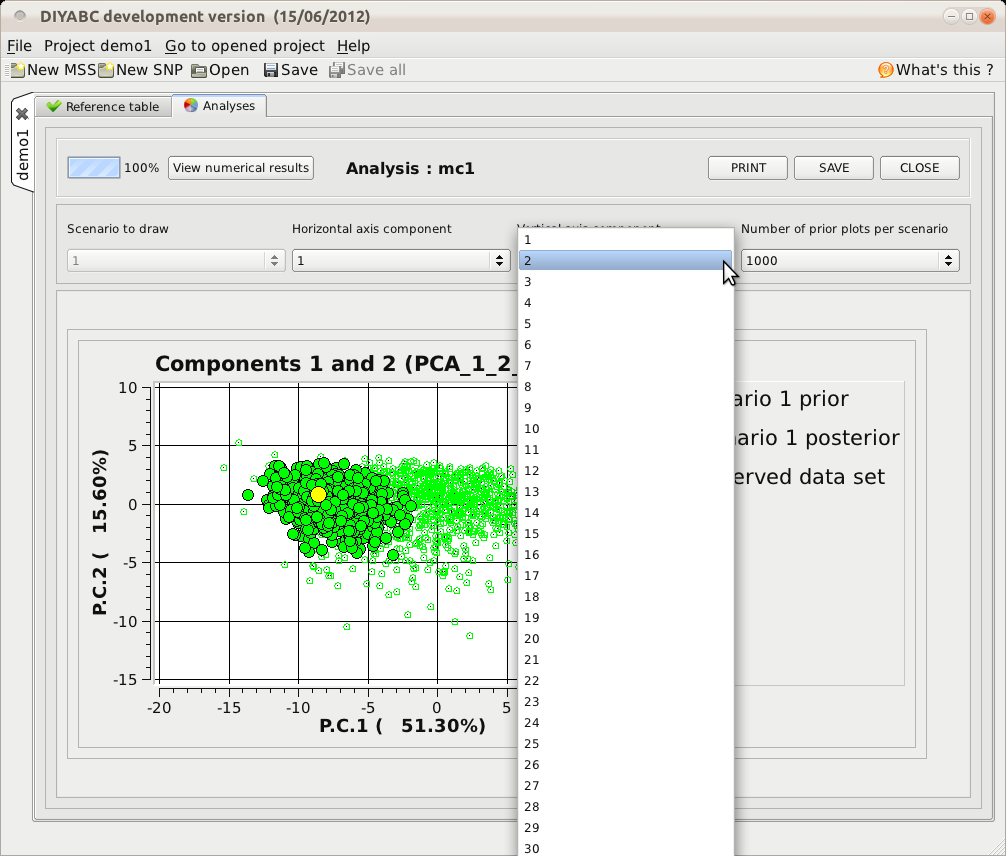 DIYABC development version  (15/06/2012)
File Project demo1 Go to opened project Help
New MSS New SNP Open Save Save all What's this ?
demo1
Reference table Analyses
100% View numerical results Analysis : mc1 PRINT SAVE CLOSE
Scenario to draw Horizontal axis component Vertical axis component Number of prior plots per scenario
1 1 1000
1
2
3
4
5
6
7
8
9
10
11
12
13
14
15
16
17
18
19
20
21
22
23
24
25
26
27
28
29
30
Components 1 and 2 (PCA_1_2_
10
5
0
-5
-10
-15
P.C.2 (   15.60%)
-20 -15 -10 -5 0 5
P.C.1 (   51.30%)
ario 1 prior
ario 1 posterior
erved data set